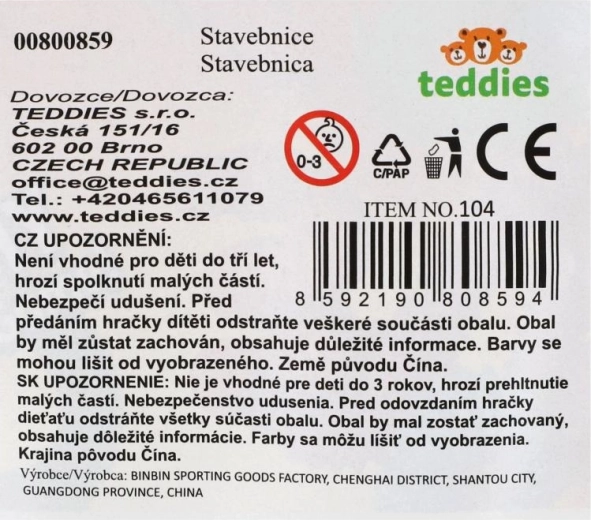 00800859
Stavebnice
Stavebnica
teddies
Dovozce/Dovozca:
TEDDIES s.r.o.
Česká 151/16
602 00 Brno
CZECH REPUBLIC
office@teddies.cz
Tel.: +420465611079
www.teddies.cz
0-3
C/PAP
CE
ITEM NO.104
8 592190 808594
CZ UPOZORNĚNÍ:
Není vhodné pro děti do tří let,
hrozí spolknutí malých částí.
Nebezpečí udušení. Před
předáním hračky dítěti odstraňte veškeré součásti obalu. Obal
by měl zůstat zachován, obsahuje důležité informace. Barvy se
mohou lišit od vyobrazeného. Země původu Čína.
SK UPOZORNENIE: Nie je vhodné pre deti do 3 rokov, hrozí prehltnutie
malých častí. Nebezpečenstvo udusenia. Pred odovzdaním hračky
dieťaťu odstráňte všetky súčasti obalu. Obal by mal zostať zachovaný,
obsahuje dôležité informácie. Farby sa môžu líšiť od vyobrazenia.
Krajina pôvodu Čína.
Výrobce/Výrobca: BINBIN SPORTING GOODS FACTORY, CHENGHAI DISTRICT, SHANTOU CITY,
GUANGDONG PROVINCE, CHINA